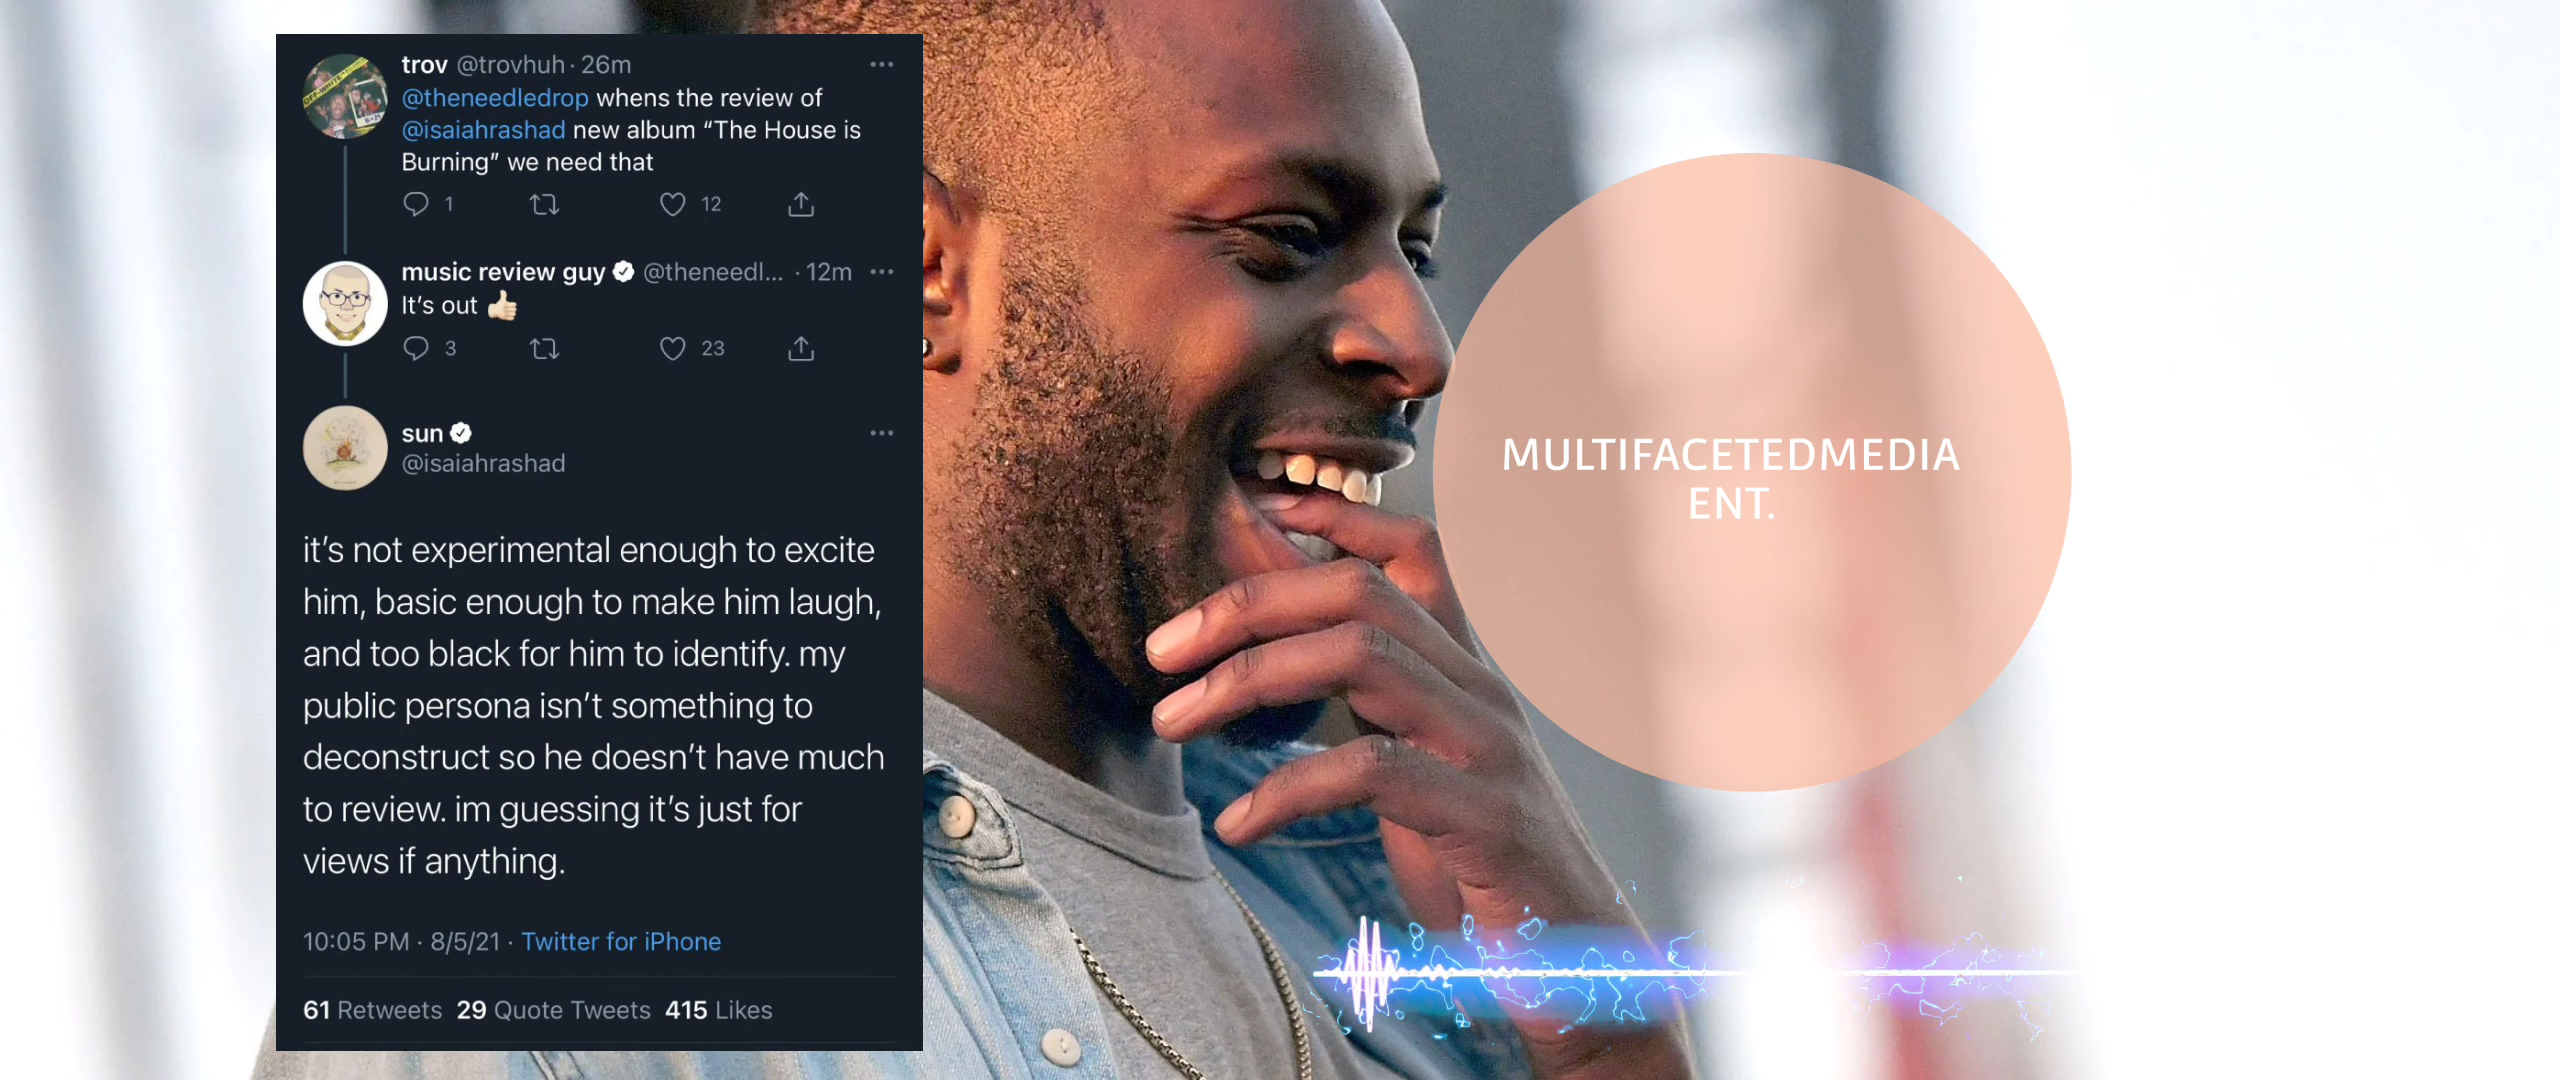 trov @trovhuh · 26m
@theneedledrop whens the review of
@isaiahrashad new album “The House is
Burning” we need that
1 12
music review guy @theneedl... · 12m
It’s out 👍🏻
3 23
sun
@isaiahrashad
it’s not experimental enough to excite
him, basic enough to make him laugh,
and too black for him to identify. my
public persona isn’t something to
deconstruct so he doesn’t have much
to review. im guessing it’s just for
views if anything.
10:05 PM · 8/5/21 · Twitter for iPhone
61 Retweets 29 Quote Tweets 415 Likes
MULTIFACETEDMEDIA
ENT.
OFF-WHITE